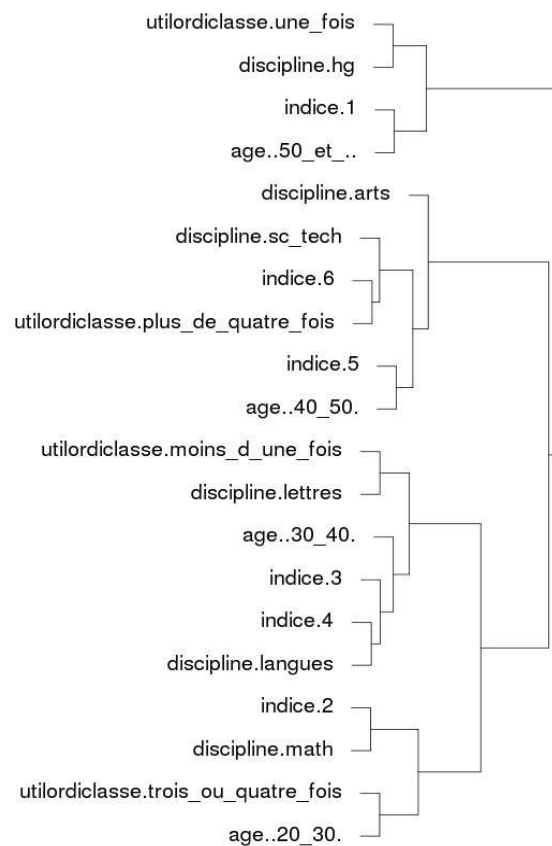 utilordiclasse.une_fois
discipline.hg
indice.1
age..50_et_..
discipline.arts
discipline.sc_tech
indice.6
utilordiclasse.plus_de_quatre_fois
indice.5
age..40_50.
utilordiclasse.moins_d_une_fois
discipline.lettres
age..30_40.
indice.3
indice.4
discipline.langues
indice.2
discipline.math
utilordiclasse.trois_ou_quatre_fois
age..20_30.